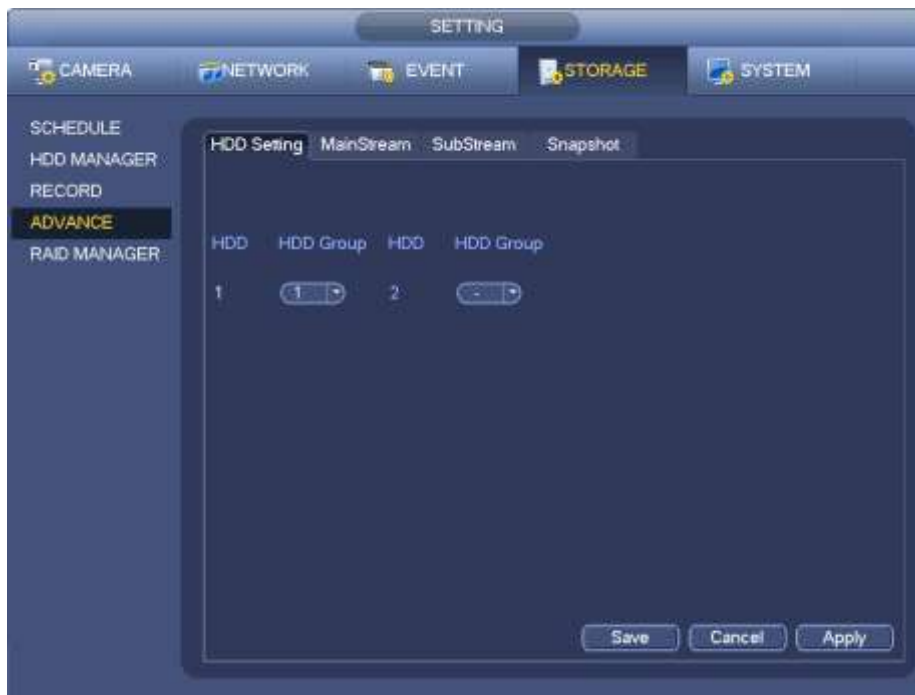 SETTING
CAMERA NETWORK EVENT STORAGE SYSTEM
SCHEDULE
HDD MANAGER
RECORD
ADVANCE
RAID MANAGER
HDD Setting MainStream SubStream Snapshot
HDD HDD Group HDD HDD Group
1 1 2 -
Save Cancel Apply